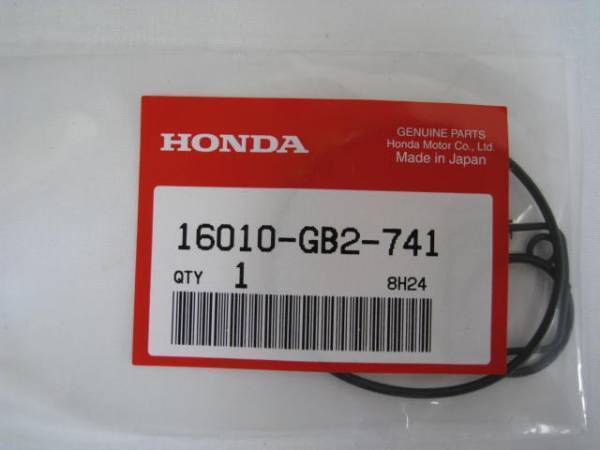 HONDA
GENUINE PARTS
Honda Motor Co., Ltd.
Made in Japan
16010-GB2-741
QTY 1 8H24